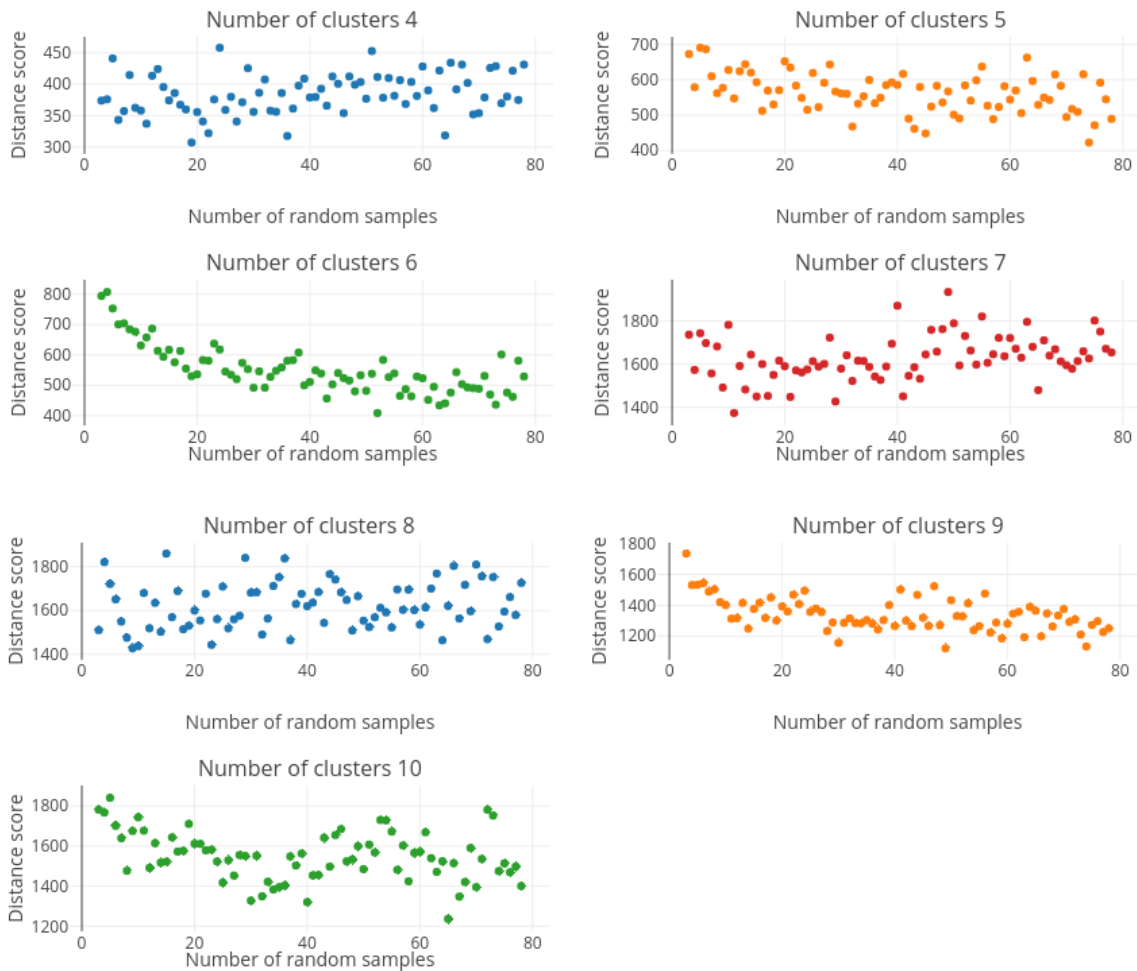 Number of clusters 4
Distance score
450
400
350
300
0
20
40
60
80
Number of random samples
Number of clusters 5
Distance score
700
600
500
400
0
20
40
60
80
Number of random samples
Number of clusters 6
Distance score
800
700
600
500
400
0
20
40
60
80
Number of random samples
Number of clusters 7
Distance score
1800
1600
1400
0
20
40
60
80
Number of random samples
Number of clusters 8
Distance score
1800
1600
1400
0
20
40
60
80
Number of random samples
Number of clusters 9
Distance score
1800
1600
1400
1200
0
20
40
60
80
Number of random samples
Number of clusters 10
Distance score
1800
1600
1400
1200
0
20
40
60
80
Number of random samples